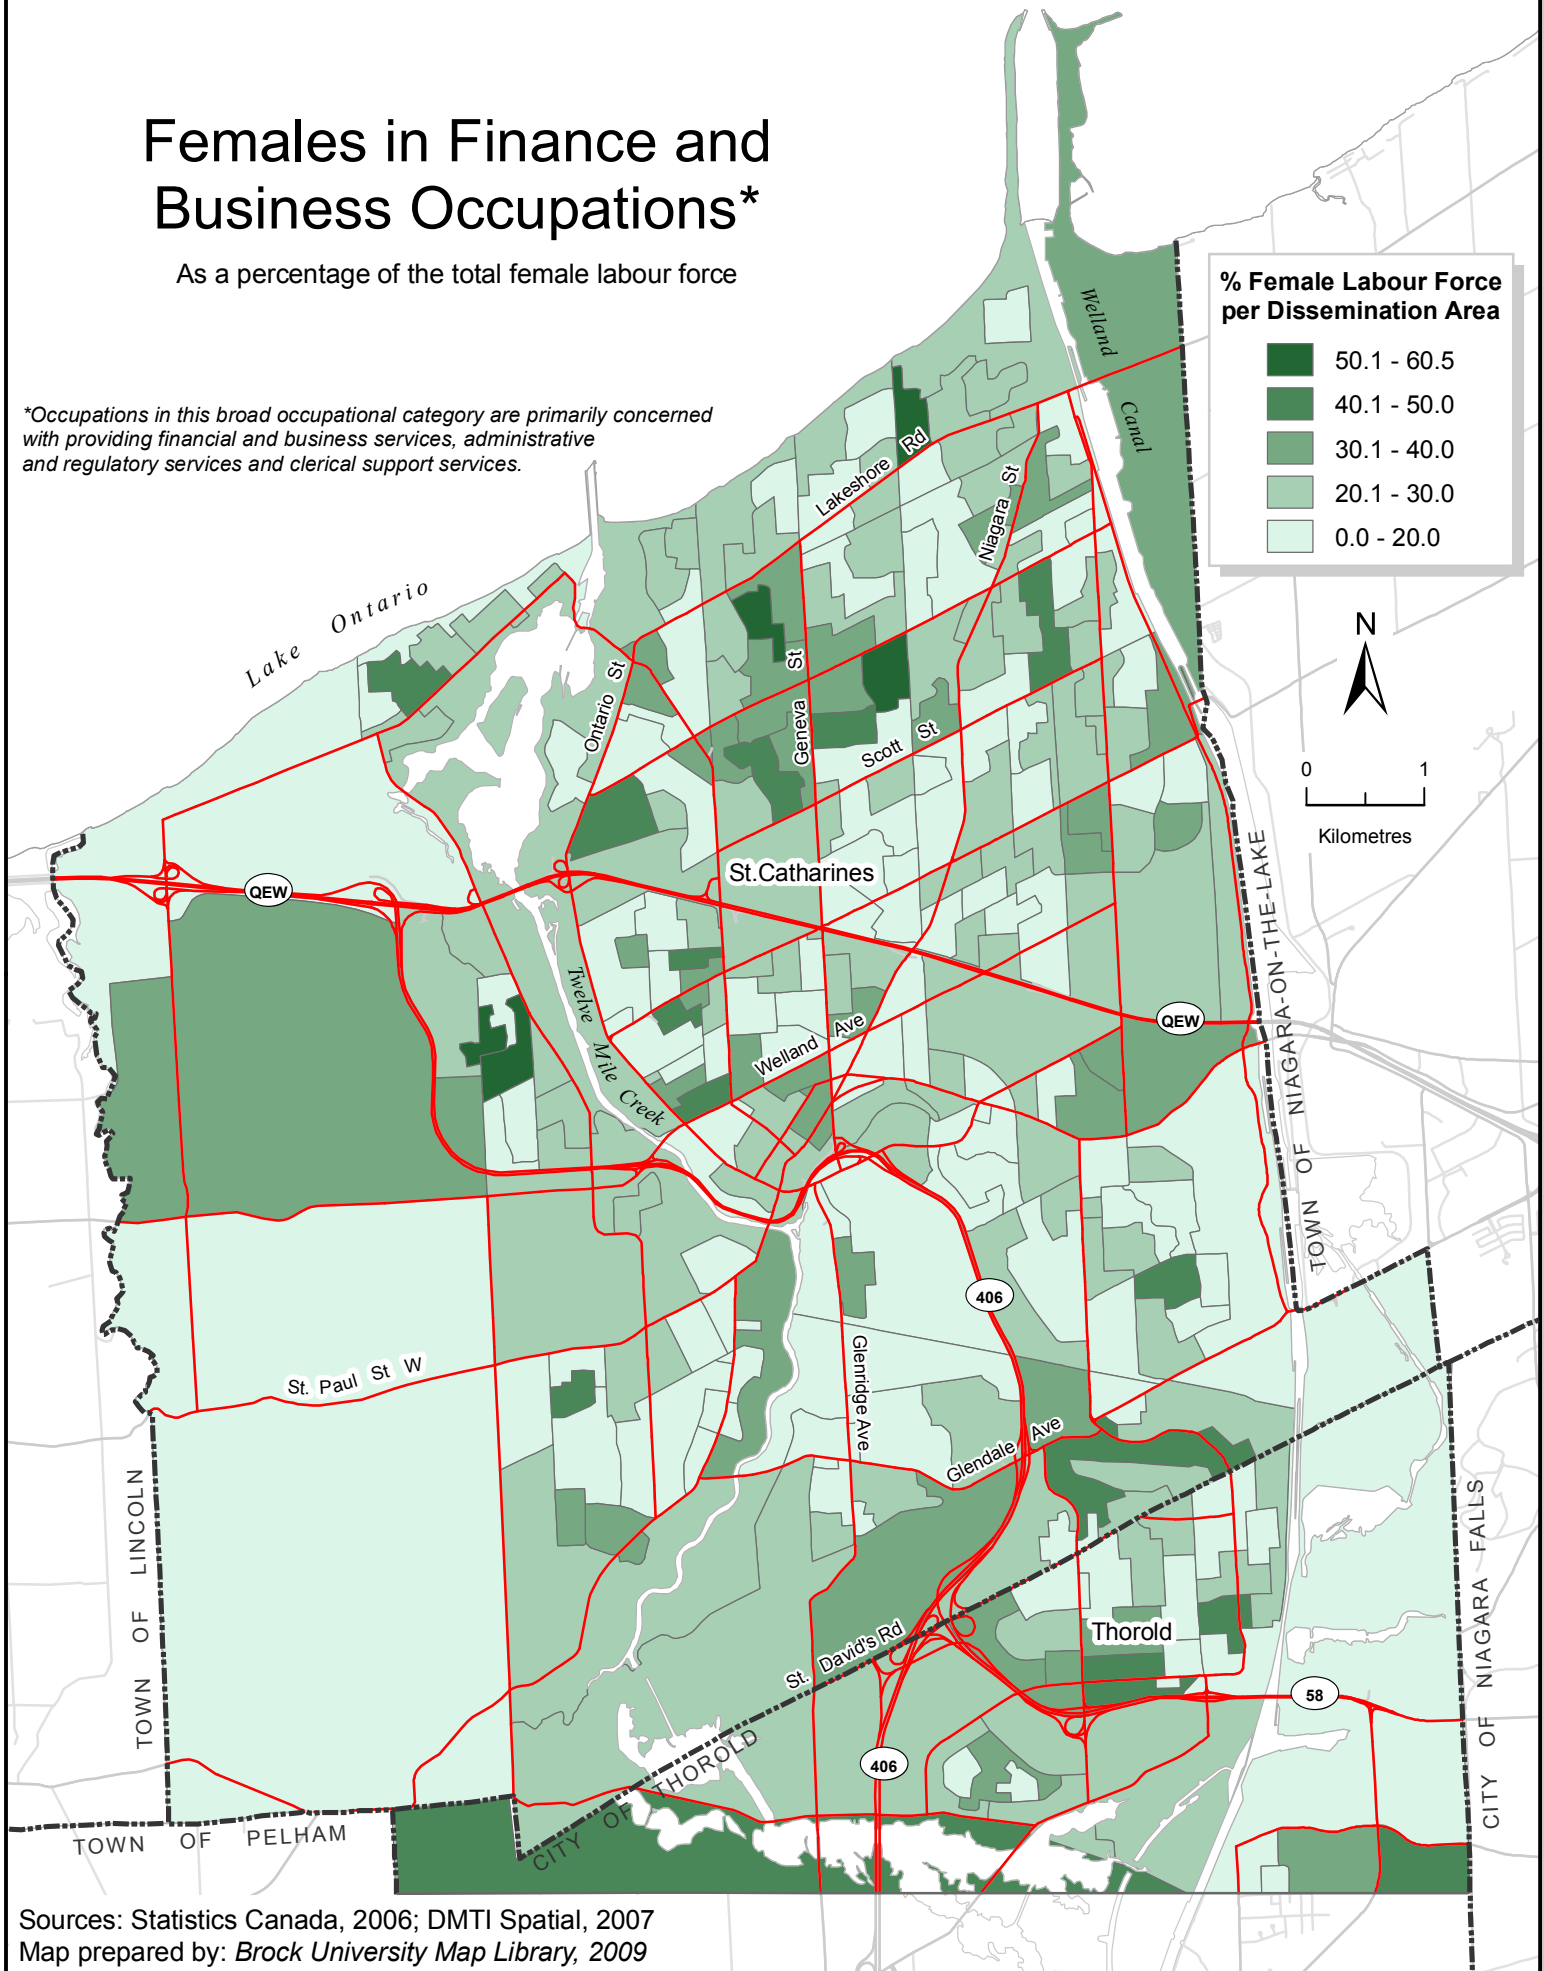 Females in Finance and
Business Occupations*
As a percentage of the total female labour force
*Occupations in this broad occupational category are primarily concerned
with providing financial and business services, administrative
and regulatory services and clerical support services.
% Female Labour Force
per Dissemination Area
50.1 - 60.5
40.1 - 50.0
30.1 - 40.0
20.1 - 30.0
0.0 - 20.0
N
0 1
Kilometres
Welland Canal
Lake Ontario
Lakeshore Rd
Niagara St
Ontario St
Geneva St
Scott St
St.Catharines
QEW
QEW
Twelve Mile Creek
Welland Ave
TOWN OF NIAGARA-ON-THE-LAKE
406
St. Paul St W
Glenridge Ave
Glendale Ave
TOWN OF LINCOLN
CITY OF NIAGARA FALLS
Thorold
St. David's Rd
58
406
CITY OF THOROLD
TOWN OF PELHAM
Sources: Statistics Canada, 2006; DMTI Spatial, 2007
Map prepared by: Brock University Map Library, 2009